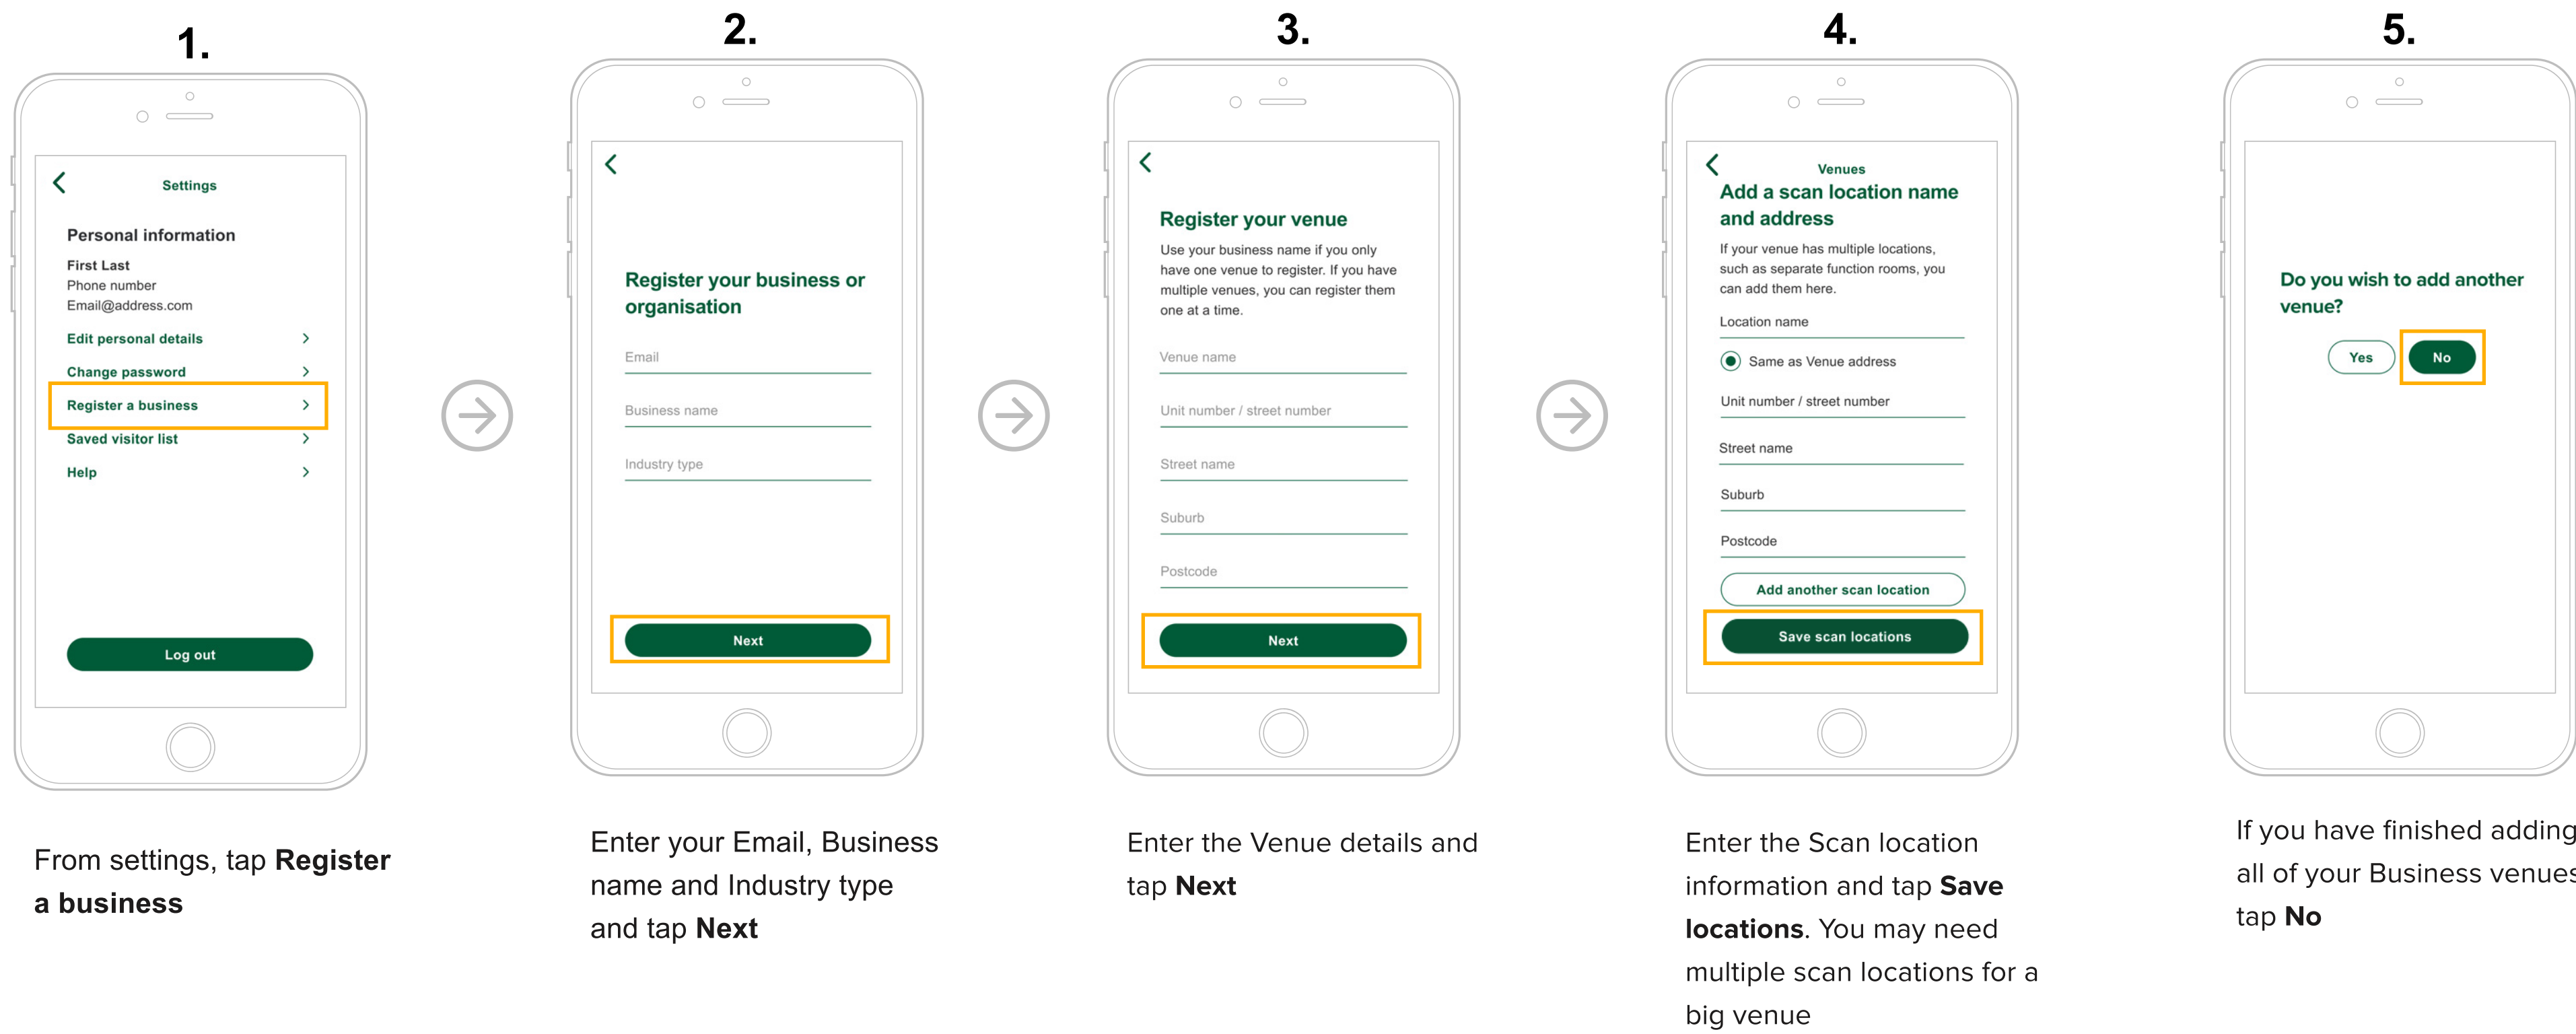 1.
Settings
Personal information
First Last
Phone number
Email@address.com
Edit personal details
Change password
Register a business
Saved visitor list
Help
Log out
From settings, tap Register
a business
2.
Register your business or
organisation
Email
Business name
Industry type
Next
Enter your Email, Business
name and Industry type
and tap Next
3.
Register your venue
Use your business name if you only
have one venue to register. If you have
multiple venues, you can register them
one at a time.
Venue name
Unit number / street number
Street name
Suburb
Postcode
Next
Enter the Venue details and
tap Next
4.
Venues
Add a scan location name
and address
If your venue has multiple locations,
such as separate function rooms, you
can add them here.
Location name
Same as Venue address
Unit number / street number
Street name
Suburb
Postcode
Add another scan location
Save scan locations
Enter the Scan location
information and tap Save
locations. You may need
multiple scan locations for a
big venue
5.
Do you wish to add another
venue?
Yes No
If you have finished adding
all of your Business venues
tap No